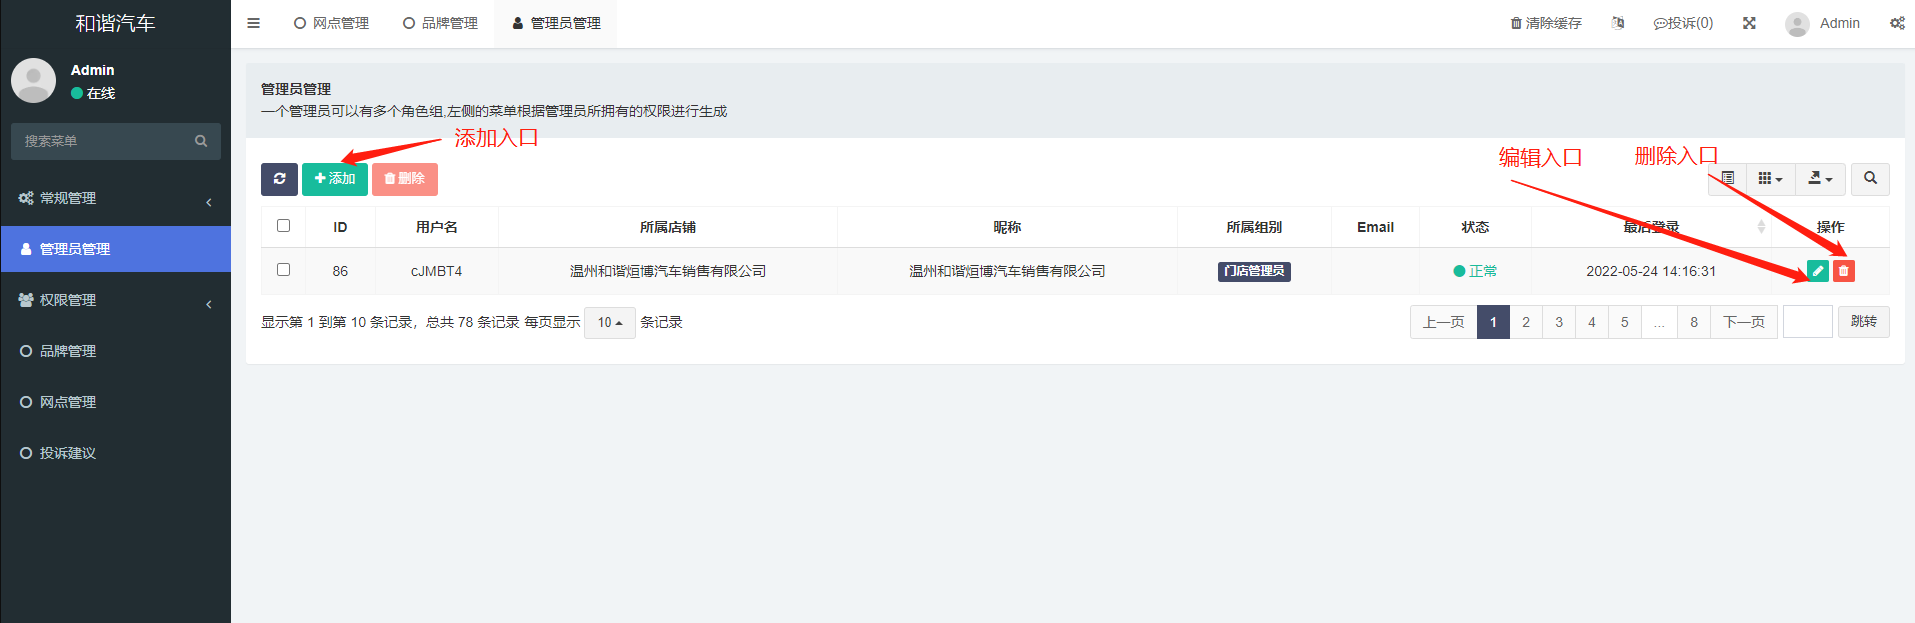 和谐汽车
网点管理
品牌管理
管理员管理
清除缓存
投诉(0)
Admin
Admin
在线
搜索菜单
常规管理
管理员管理
权限管理
品牌管理
网点管理
投诉建议
管理员管理
一个管理员可以有多个角色组,左侧的菜单根据管理员所拥有的权限进行生成
添加入口
编辑入口
删除入口
添加
删除
ID 用户名 所属店铺 昵称 所属组别 Email 状态 最后登录 操作
86 cJMBT4 温州和谐烜博汽车销售有限公司 温州和谐烜博汽车销售有限公司 门店管理员 正常 2022-05-24 14:16:31
显示第 1 到第 10 条记录，总共 78 条记录 每页显示 10 条记录
上一页 1 2 3 4 5 ... 8 下一页 跳转